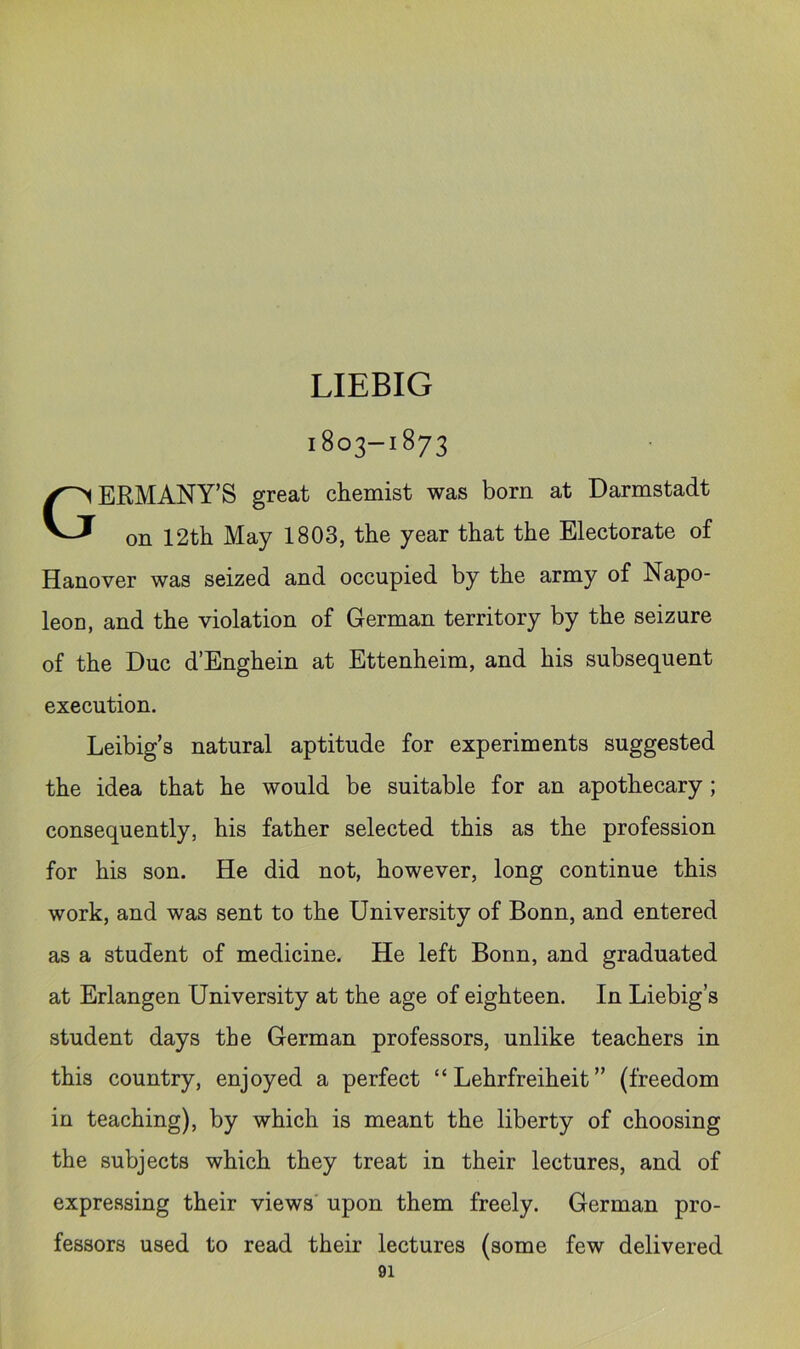 LIEBIG
1803-1873
GERMANY’S great chemist was born at Darmstadt
on 12th May 1803, the year that the Electorate of
Hanover was seized and occupied by the army of Napo-
leon, and the violation of German territory by the seizure
of the Duc d’Enghein at Ettenheim, and his subsequent
execution.
Leibig’s natural aptitude for experiments suggested
the idea that he would be suitable for an apothecary ;
consequently, his father selected this as the profession
for his son. He did not, however, long continue this
work, and was sent to the University of Bonn, and entered
as a student of medicine. He left Bonn, and graduated
at Erlangen University at the age of eighteen. In Liebig’s
student days the German professors, unlike teachers in
this country, enjoyed a perfect “Lehrfreiheit” (freedom
in teaching), by which is meant the liberty of choosing
the subjects which they treat in their lectures, and of
expressing their views upon them freely. German pro-
fessors used to read their lectures (some few delivered
91